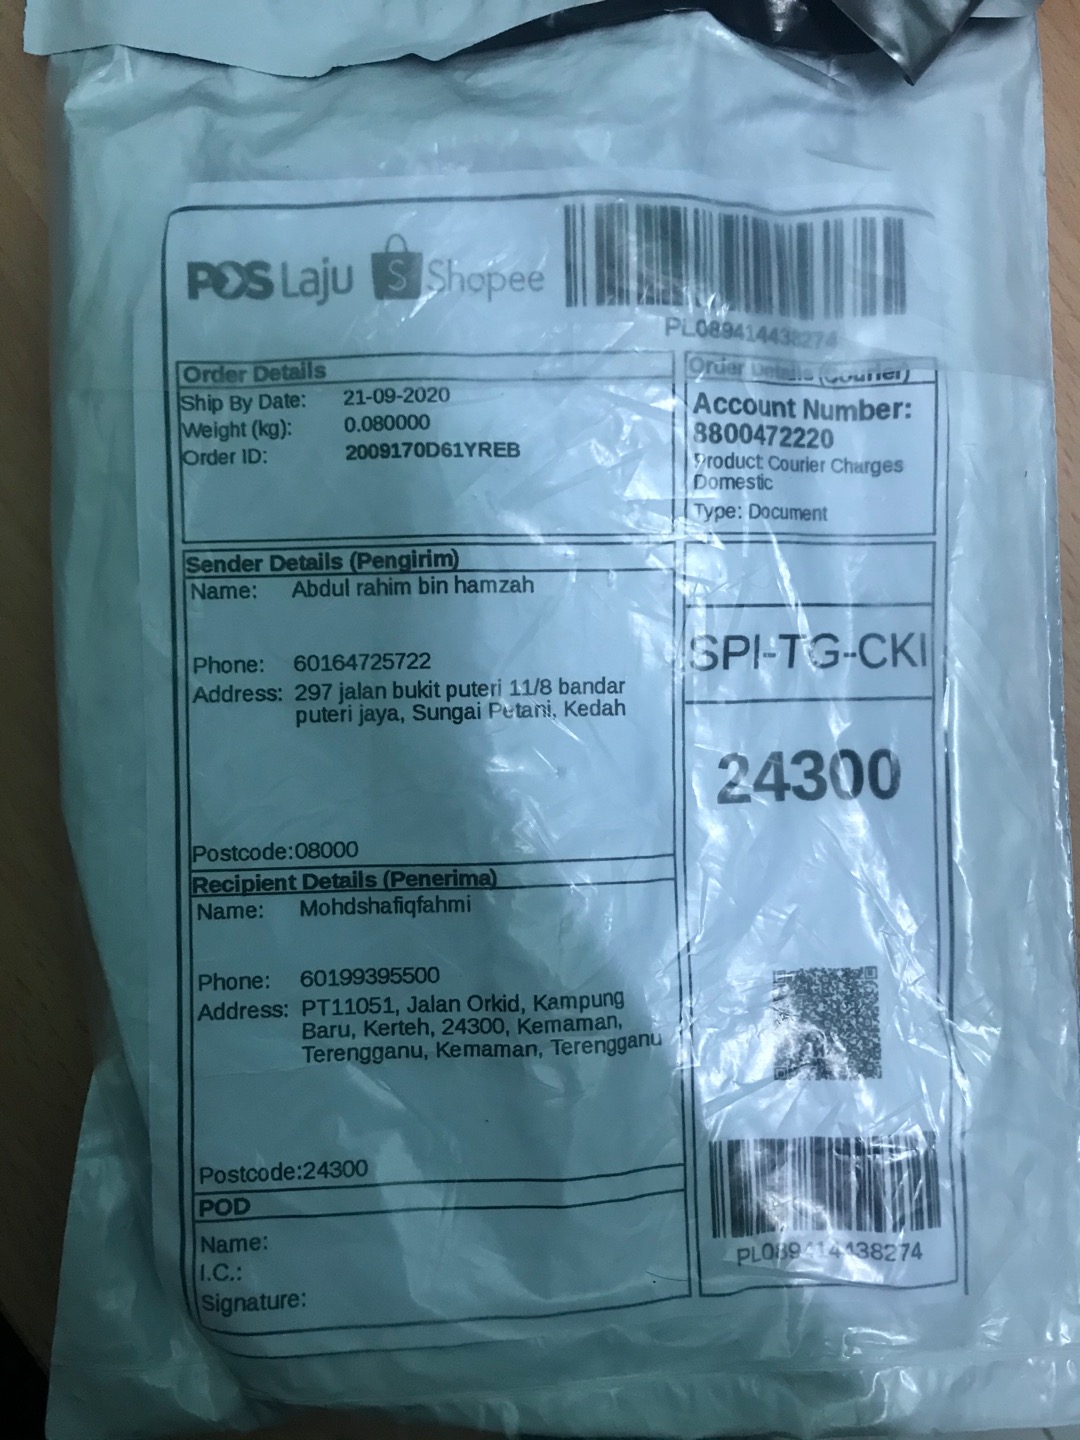 POS Laju S Shopee
PL089414438274
Order Details
Ship By Date: 21-09-2020
Weight (kg): 0.080000
Order ID: 2009170D61YREB
Order Details (Courier)
Account Number:
8800472220
Product: Courier Charges
Domestic
Type: Document
Sender Details (Pengirim)
Name: Abdul rahim bin hamzah
Phone: 60164725722
Address: 297 jalan bukit puteri 11/8 bandar
puteri jaya, Sungai Petani, Kedah
Postcode:08000
SPI-TG-CKI
24300
Recipient Details (Penerima)
Name: Mohdshafiqfahmi
Phone: 60199395500
Address: PT11051, Jalan Orkid, Kampung
Baru, Kerteh, 24300, Kemaman,
Terengganu, Kemaman, Terengganu
Postcode:24300
POD
Name:
I.C.:
Signature:
PL089414438274